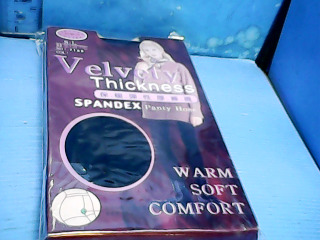 Velvety
Thickness
SPANDEX Panty Hose
WARM
SOFT
COMFORT